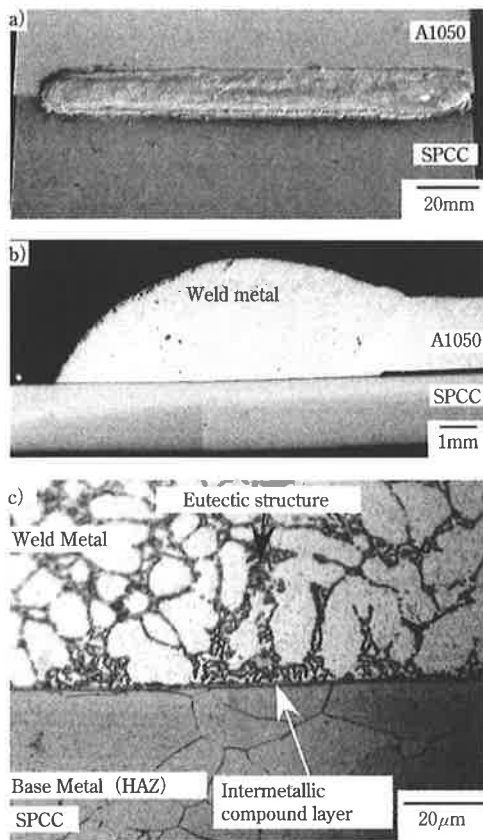 a)
A1050
SPCC
20mm
b)
Weld metal
A1050
SPCC
1mm
c)
Eutectic structure
Weld Metal
Base Metal (HAZ)
SPCC
Intermetallic
compound layer
20μm